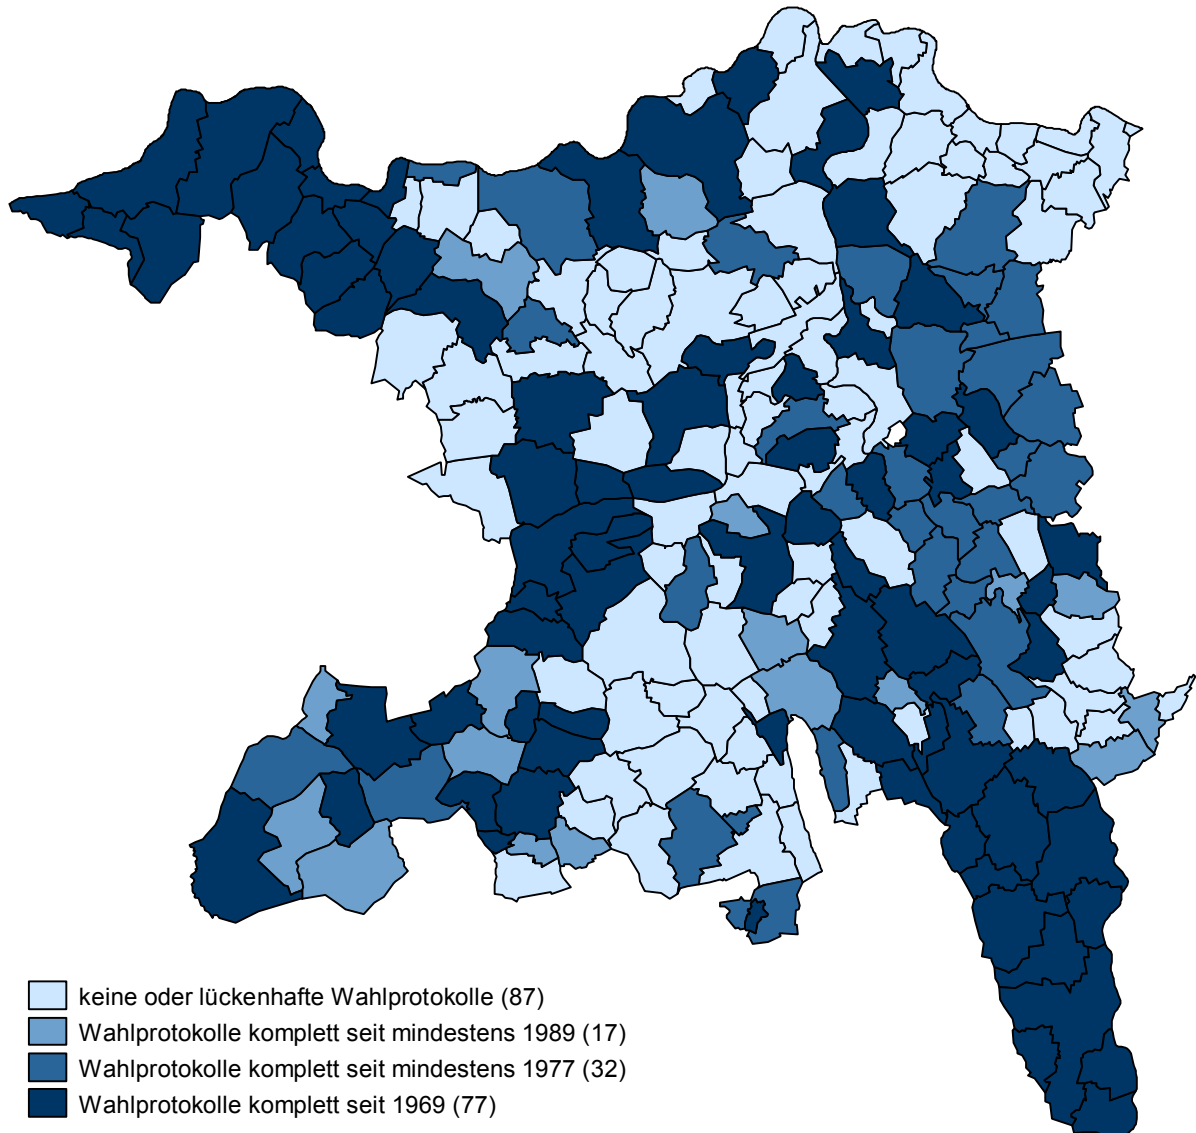 keine oder lückenhafte Wahlprotokolle (87)
Wahlprotokolle komplett seit mindestens 1989 (17)
Wahlprotokolle komplett seit mindestens 1977 (32)
Wahlprotokolle komplett seit 1969 (77)